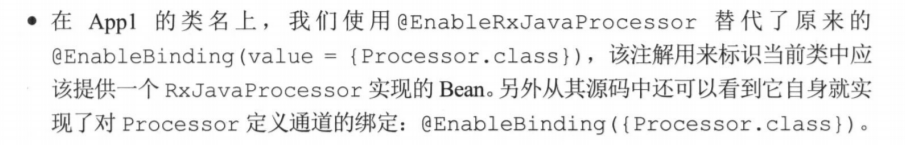 ● 在 App1 的类名上，我们使用@EnableRxJavaProcessor 替代了原来的
@EnableBinding(value = {Processor.class})，该注解用来标识当前类中应
该提供一个 RxJavaProcessor 实现的 Bean。另外从其源码中还可以看到它自身就实
现了对 Processor 定义通道的绑定：@EnableBinding({Processor.class})。